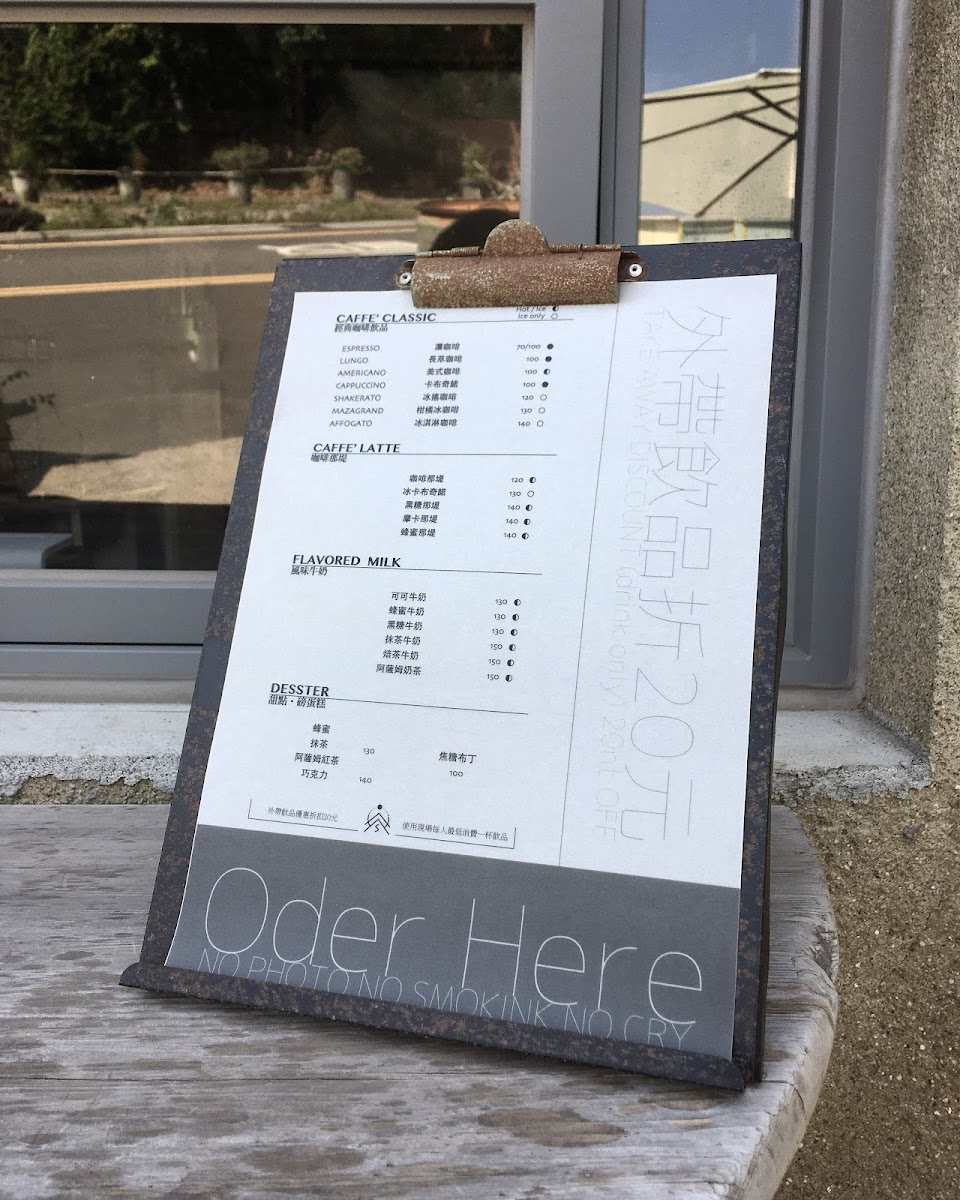 CAFFE' CLASSIC Hot / Ice
經典咖啡飲品 Ice only
ESPRESSO 濃咖啡 70/100
LUNGO 長萃咖啡 100
AMERICANO 美式咖啡 100
CAPPUCCINO 卡布奇諾 100
SHAKERATO 冰搖咖啡 120
MAZAGRAND 柑橘冰咖啡 130
AFFOGATO 冰淇淋咖啡 140
CAFFE' LATTE
咖啡那堤
咖啡那堤 120
冰卡布奇諾 130
黑糖那堤 140
摩卡那堤 140
蜂蜜那堤 140
FLAVORED MILK
風味牛奶
可可牛奶 130
蜂蜜牛奶 130
黑糖牛奶 130
抹茶牛奶 150
焙茶牛奶 150
阿薩姆奶茶 150
DESSTER
甜點・磅蛋糕
蜂蜜
抹茶 130
阿薩姆紅茶
巧克力 140
焦糖布丁
100
外帶飲品優惠折扣20元
使用現場每人最低消費一杯飲品
外帶飲品折20元
TAKE AWAY DISCOUNT (drink only) 20nt OFF
Oder Here
NO PHOTO NO SMOKINK NO CRY